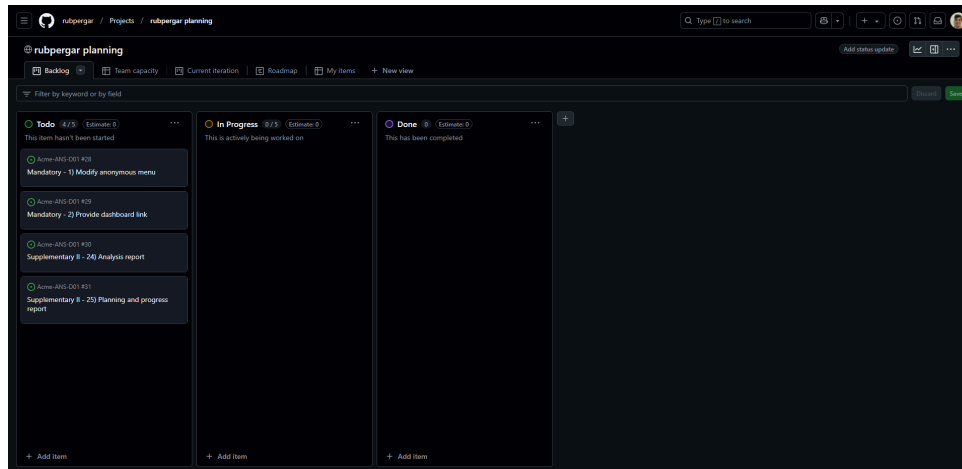 rubpergar / Projects / rubpergar planning
Type / to search
rubpergar planning
Add status update
Backlog
Team capacity
Current iteration
Roadmap
My items
+ New view
Filter by keyword or by field
Discard
Save
Todo 4 / 5 Estimate: 0
This item hasn't been started
Acme-ANS-D01 #28
Mandatory - 1) Modify anonymous menu
Acme-ANS-D01 #29
Mandatory - 2) Provide dashboard link
Acme-ANS-D01 #30
Supplementary II - 24) Analysis report
Acme-ANS-D01 #31
Supplementary II - 25) Planning and progress
report
+ Add item
In Progress 0 / 5 Estimate: 0
This is actively being worked on
+ Add item
Done 0 Estimate: 0
This has been completed
+ Add item